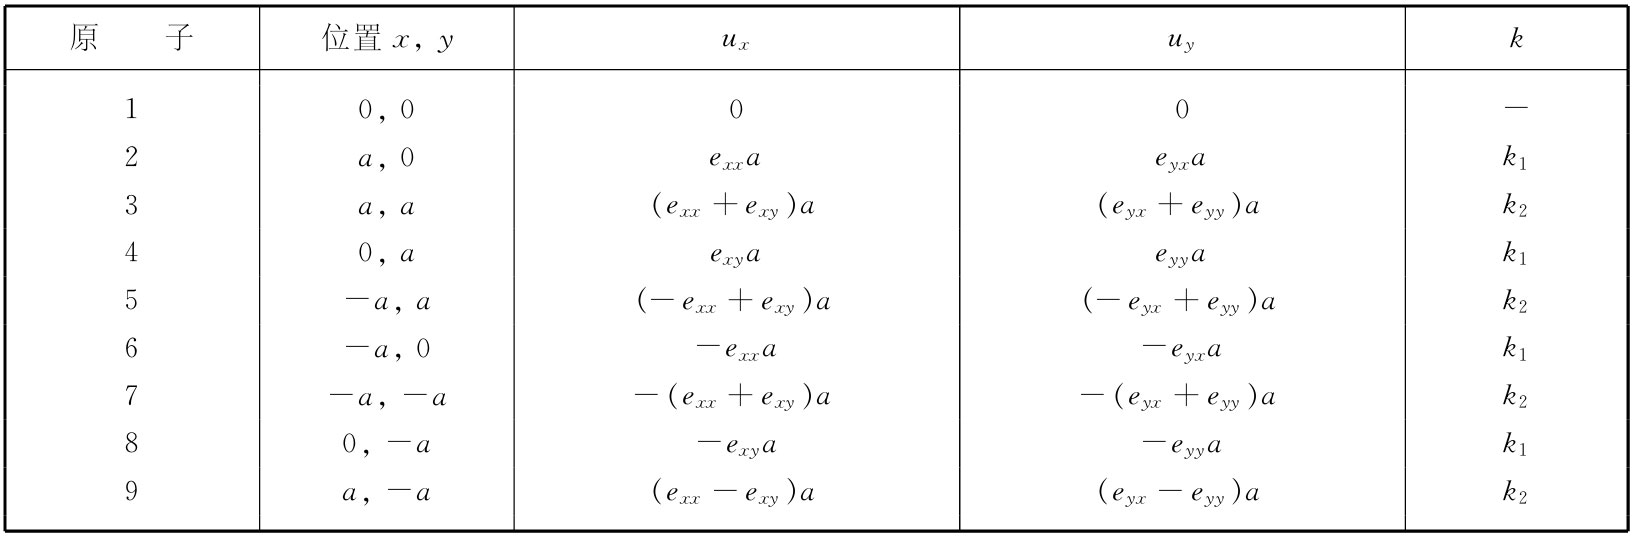 原 子 位置 x, y u_x u_y k
1 0, 0 0 0 −
2 a, 0 e_{xx}a e_{yx}a k_1
3 a, a (e_{xx}+e_{xy})a (e_{yx}+e_{yy})a k_2
4 0, a e_{xy}a e_{yy}a k_1
5 −a, a (−e_{xx}+e_{xy})a (−e_{yx}+e_{yy})a k_2
6 −a, 0 −e_{xx}a −e_{yx}a k_1
7 −a, −a −(e_{xx}+e_{xy})a −(e_{yx}+e_{yy})a k_2
8 0, −a −e_{xy}a −e_{yy}a k_1
9 a, −a (e_{xx}−e_{xy})a (e_{yx}−e_{yy})a k_2